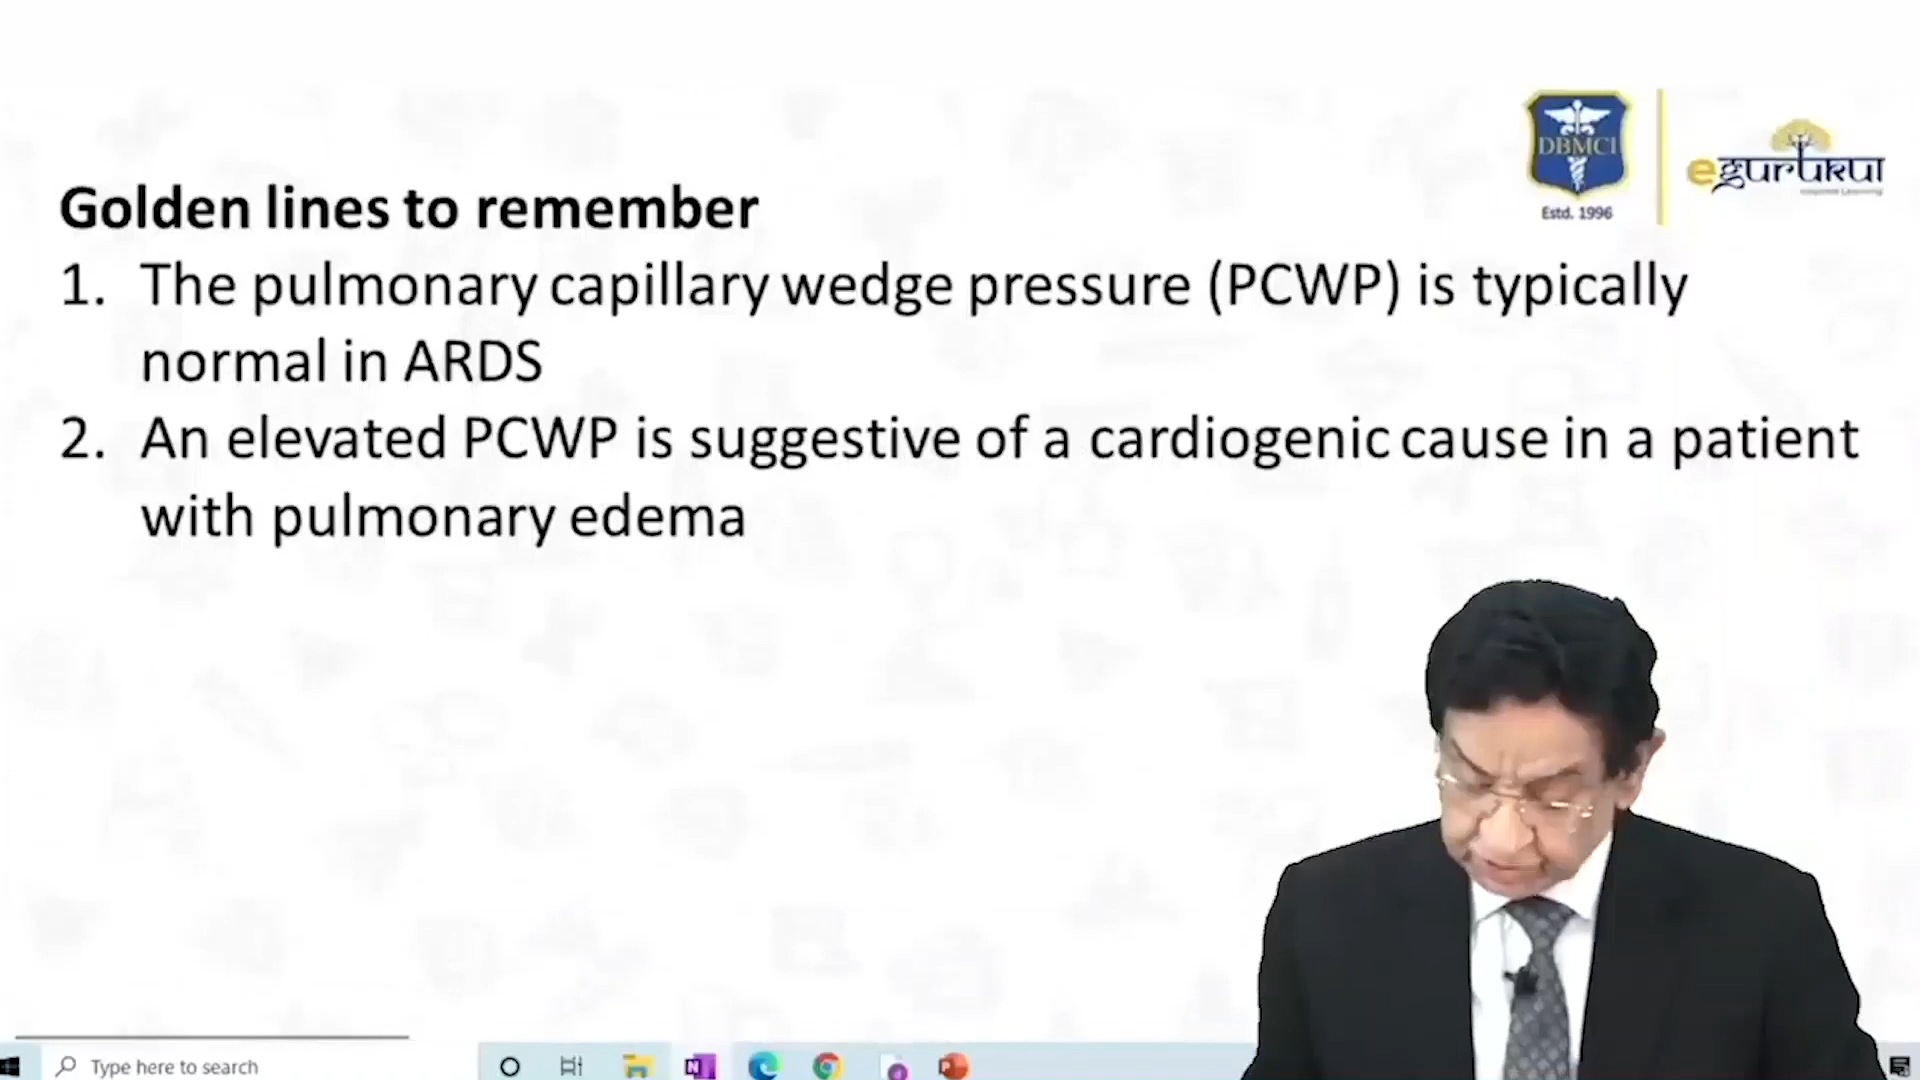 DBMCI
Estd. 1996
egurukul
Golden lines to remember
1. The pulmonary capillary wedge pressure (PCWP) is typically
normal in ARDS
2. An elevated PCWP is suggestive of a cardiogenic cause in a patient
with pulmonary edema
Type here to search